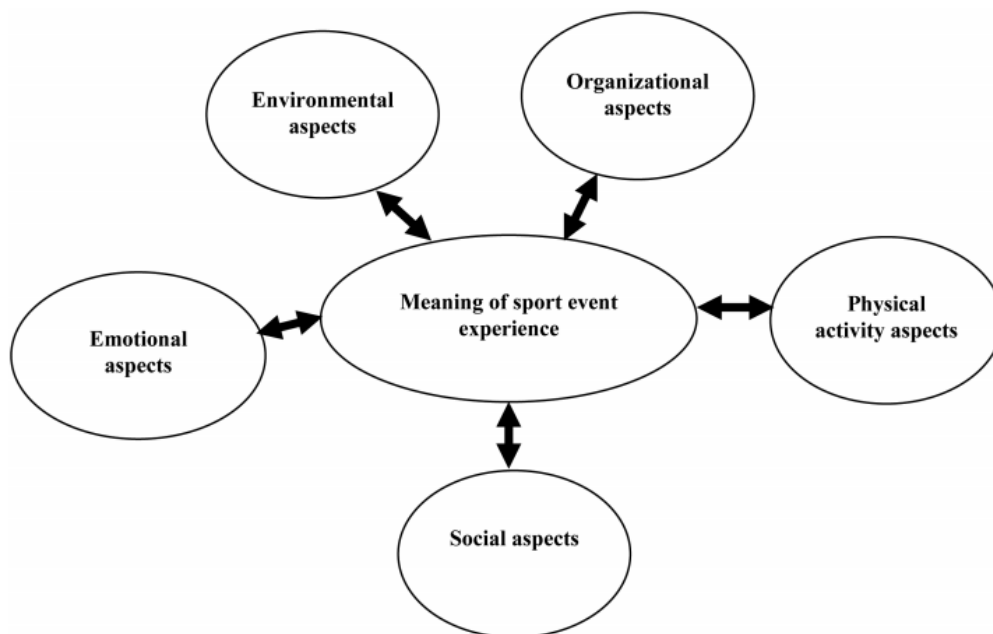 Environmental
aspects
Organizational
aspects
Meaning of sport event
experience
Physical
activity aspects
Emotional
aspects
Social aspects